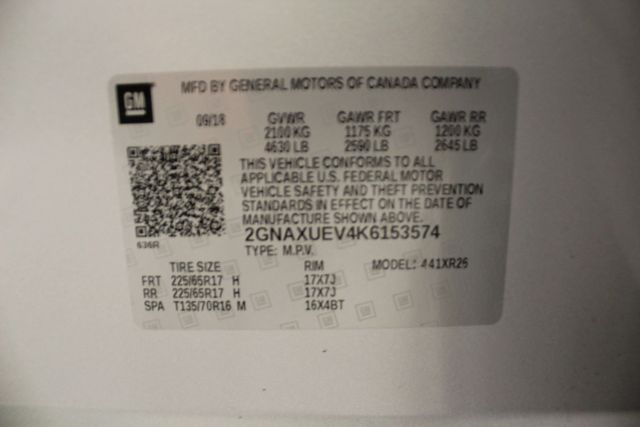 GM
MFD BY GENERAL MOTORS OF CANADA COMPANY
09/18 GVWR GAWR FRT GAWR RR
2100 KG 1175 KG 1200 KG
4630 LB 2590 LB 2645 LB
THIS VEHICLE CONFORMS TO ALL
APPLICABLE U.S. FEDERAL MOTOR
VEHICLE SAFETY AND THEFT PREVENTION
STANDARDS IN EFFECT ON THE DATE OF
MANUFACTURE SHOWN ABOVE.
2GNAXUEV4K6153574
636R
TYPE: M.P.V.
TIRE SIZE RIM MODEL: 441XR26
FRT 225/65R17 H 17X7J
RR 225/65R17 H 17X7J
SPA T135/70R16 M 16X4BT